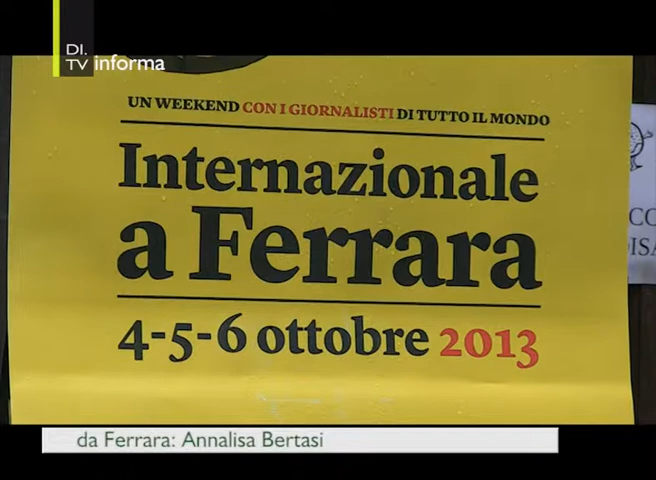 DI.
TV informa
UN WEEKEND CON I GIORNALISTI DI TUTTO IL MONDO
Internazionale
a Ferrara
4-5-6 ottobre 2013
da Ferrara: Annalisa Bertasi